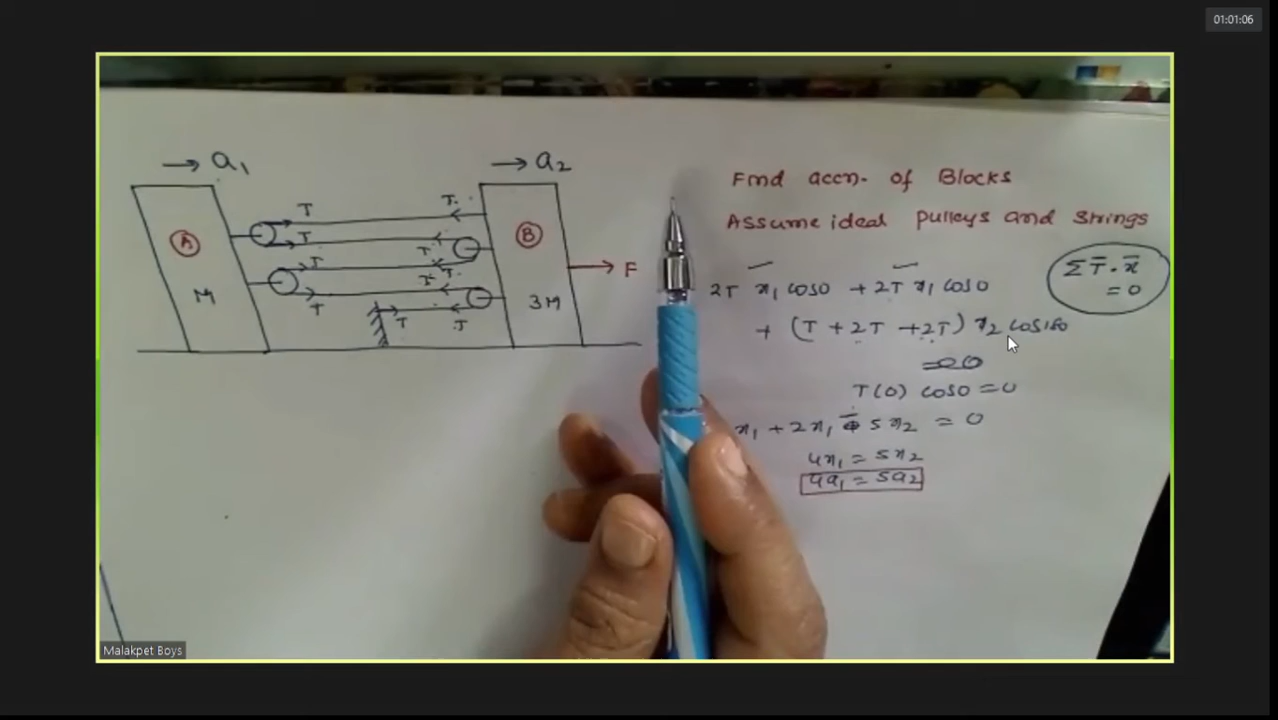 01:01:06
a1
a2
T
T
T
T
T.
T.
T.
T
T
T
A
M
B
3M
F
Find accn. of Blocks
Assume ideal pulleys and strings
2T x1 cos0 + 2T x1 cos0
+ (T + 2T + 2T) x2 cos180
= 0
ΣT̄·x̄
= 0
T(0) cos0 = 0
x1 + 2x1 - 5x2 = 0
4x1 = 5x2
4a1 = 5a2
Malakpet Boys